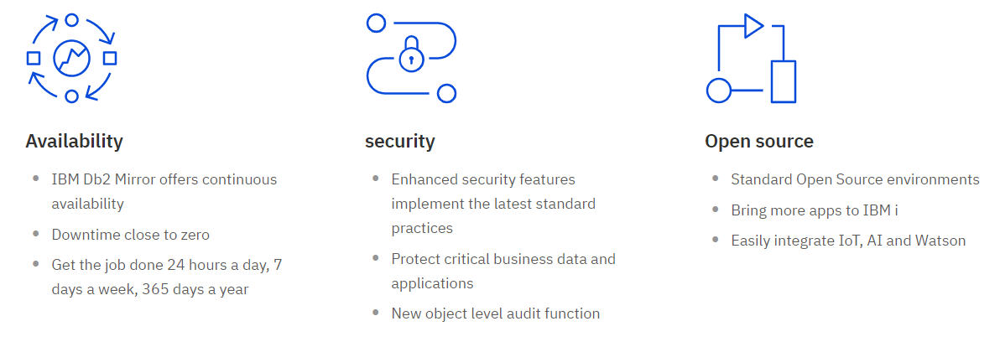 Availability
IBM Db2 Mirror offers continuous
availability
Downtime close to zero
Get the job done 24 hours a day, 7
days a week, 365 days a year
security
Enhanced security features
implement the latest standard
practices
Protect critical business data and
applications
New object level audit function
Open source
Standard Open Source environments
Bring more apps to IBM i
Easily integrate IoT, AI and Watson